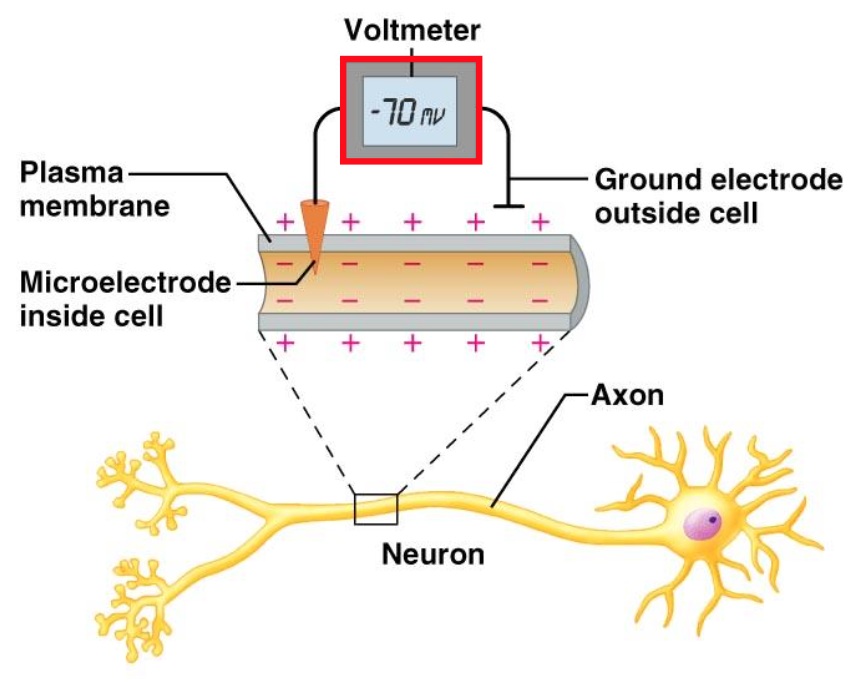 Voltmeter
-70 mv
Plasma
membrane
Ground electrode
outside cell
Microelectrode
inside cell
Axon
Neuron